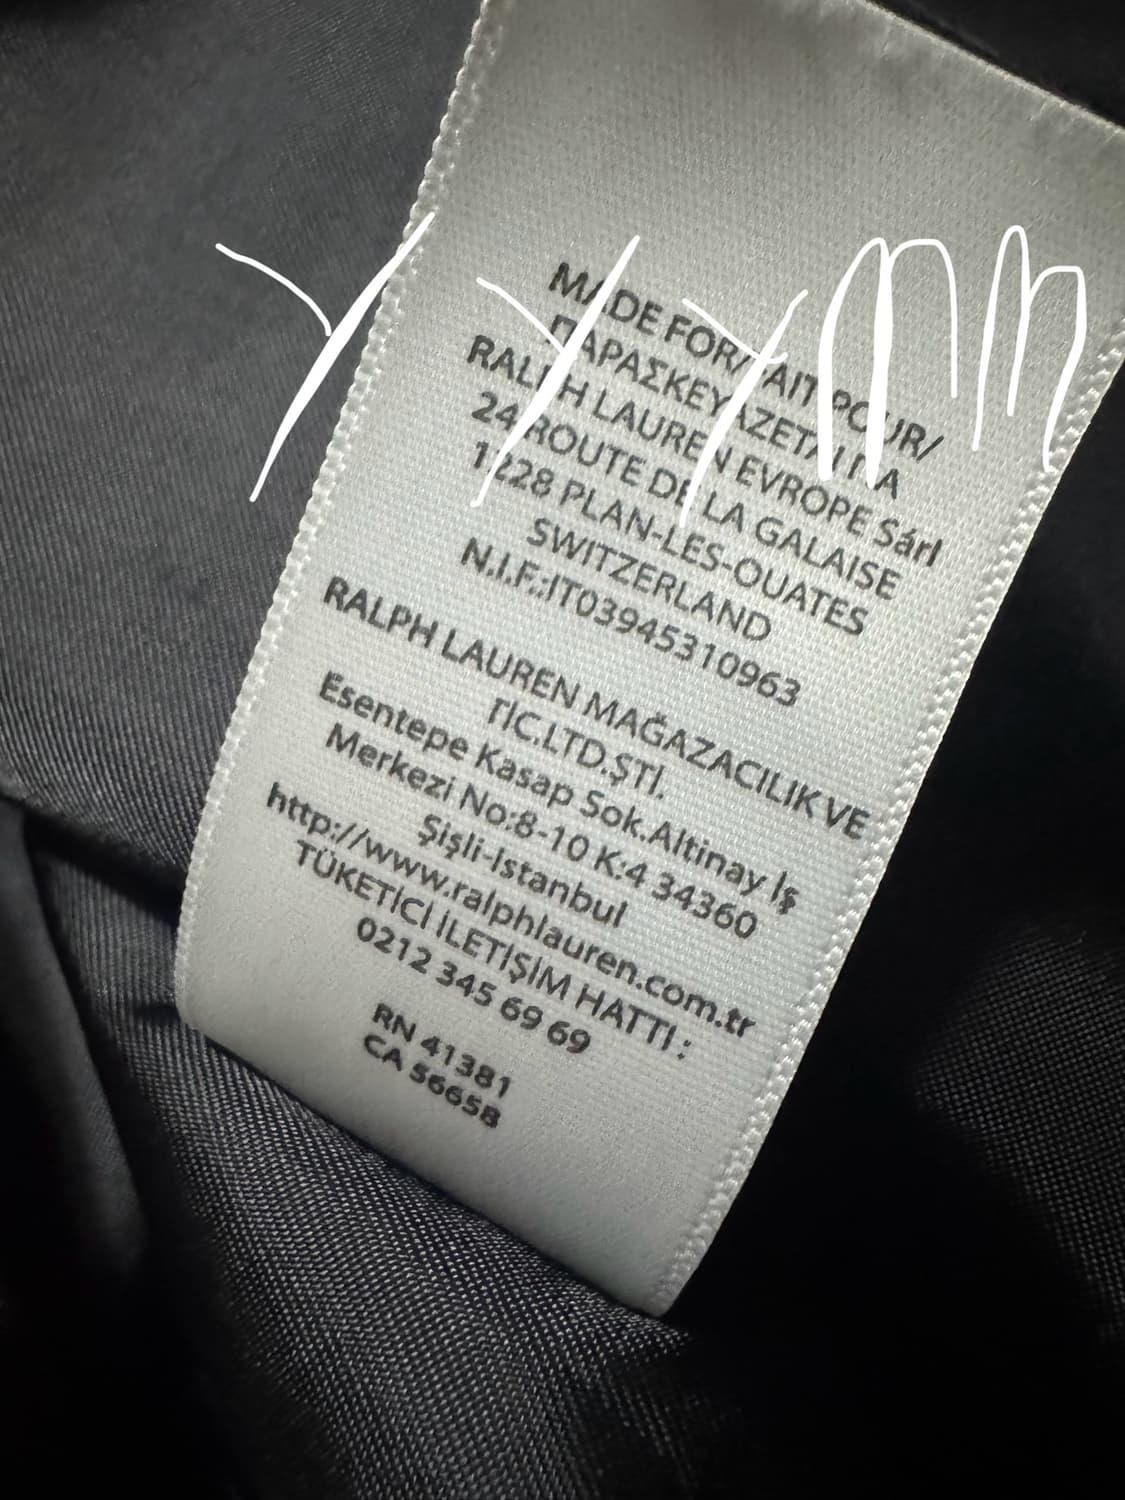 yyymm
MADE FOR/FAIT POUR/
ΠΑΡΑΣΚΕΥΑΖΕΤΑΙ ΓΙΑ
RALPH LAUREN EVROPE Sárl
24 ROUTE DE LA GALAISE
1228 PLAN-LES-OUATES
SWITZERLAND
N.I.F.:IT03945310963
RALPH LAUREN MAĞAZACILIK VE
TİC.LTD.ŞTİ.
Esentepe Kasap Sok.Altinay İş
Merkezi No:8-10 K:4 34360
Şişli-Istanbul
http://www.ralphlauren.com.tr
TÜKETİCİ İLETİŞİM HATTI :
0212 345 69 69
RN 41381
CA 56658